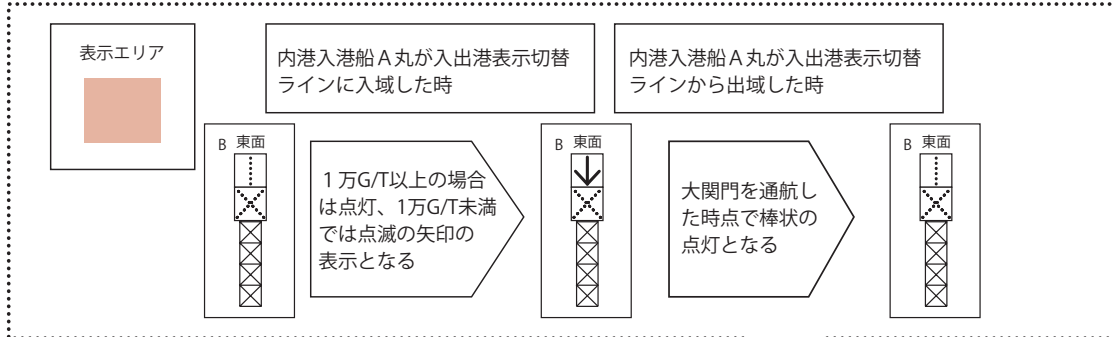 表示エリア
内港入港船Ａ丸が入出港表示切替
ラインに入域した時
内港入港船Ａ丸が入出港表示切替
ラインから出域した時
B 東面
１万G/T以上の場合
は点灯、1万G/T未満
では点滅の矢印の
表示となる
B 東面
大関門を通航し
た時点で棒状の
点灯となる
B 東面